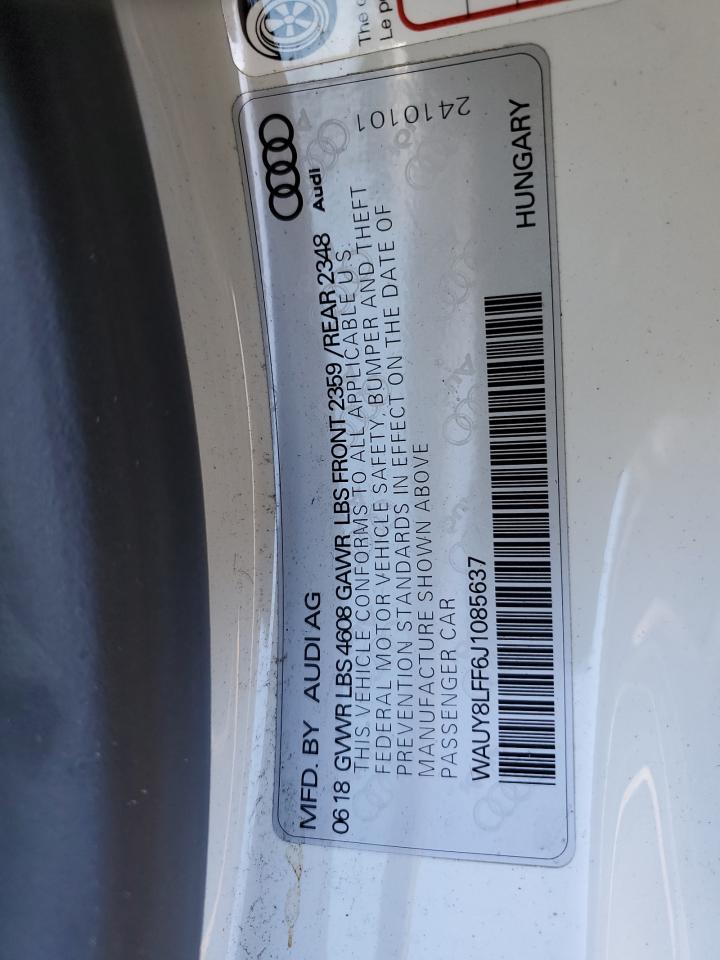 The
Le p
Audi
MFD. BY AUDI AG
06 18 GVWR LBS 4608 GAWR LBS FRONT 2359 /REAR 2348
THIS VEHICLE CONFORMS TO ALL APPLICABLE U.S.
FEDERAL MOTOR VEHICLE SAFETY, BUMPER AND THEFT
PREVENTION STANDARDS IN EFFECT ON THE DATE OF
MANUFACTURE SHOWN ABOVE
PASSENGER CAR
2410101
WAUY8LFF6J1085637
HUNGARY